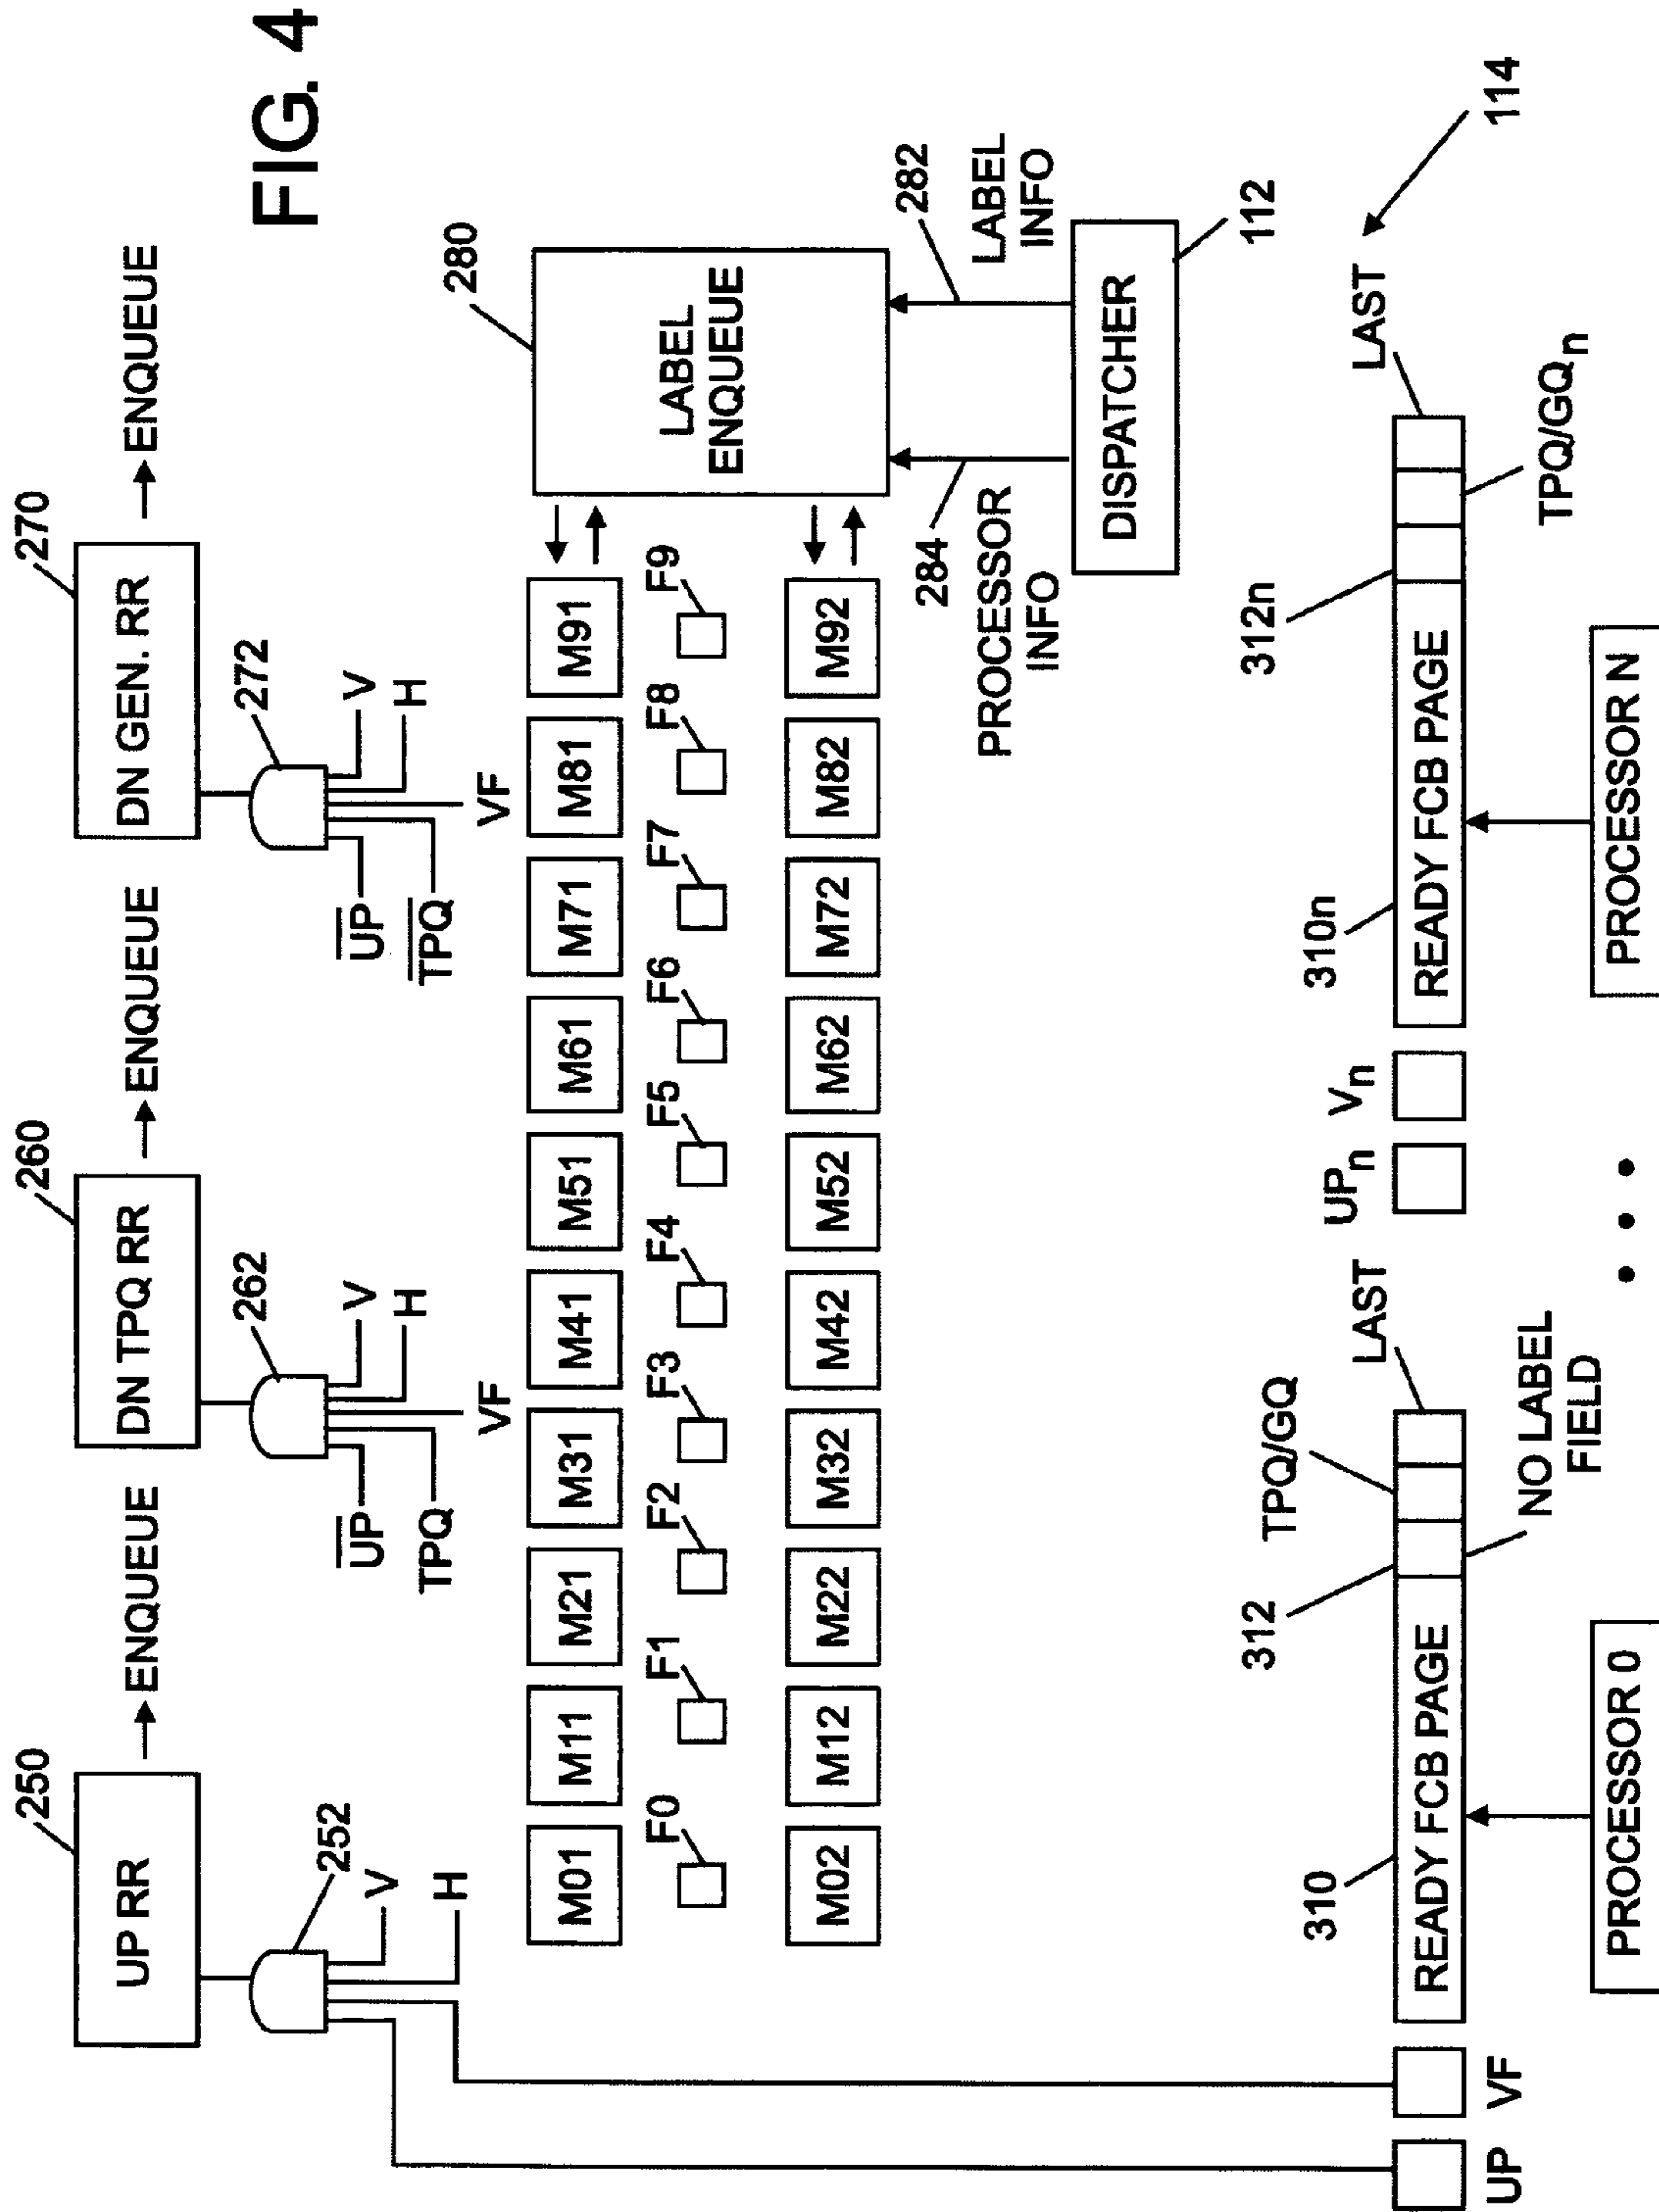 FIG. 4
250
260
270
UP RR
DN TPQ RR
DN GEN. RR
ENQUEUE
ENQUEUE
ENQUEUE
252
262
272
V
H
V
H
V
H
UP
TPQ
VF
UP
TPQ
VF
280
M01 M11 M21 M31 M41 M51 M61 M71 M81 M91
F0 F1 F2 F3 F4 F5 F6 F7 F8 F9
M02 M12 M22 M32 M42 M52 M62 M72 M82 M92
LABEL
ENQUEUE
284
PROCESSOR
INFO
282
LABEL
INFO
DISPATCHER
112
114
310
312
TPQ/GQ
LAST
UP
VF
READY FCB PAGE
NO LABEL
FIELD
PROCESSOR 0
UPn
Vn
310n
312n
LAST
READY FCB PAGE
TPQ/GQn
PROCESSOR N